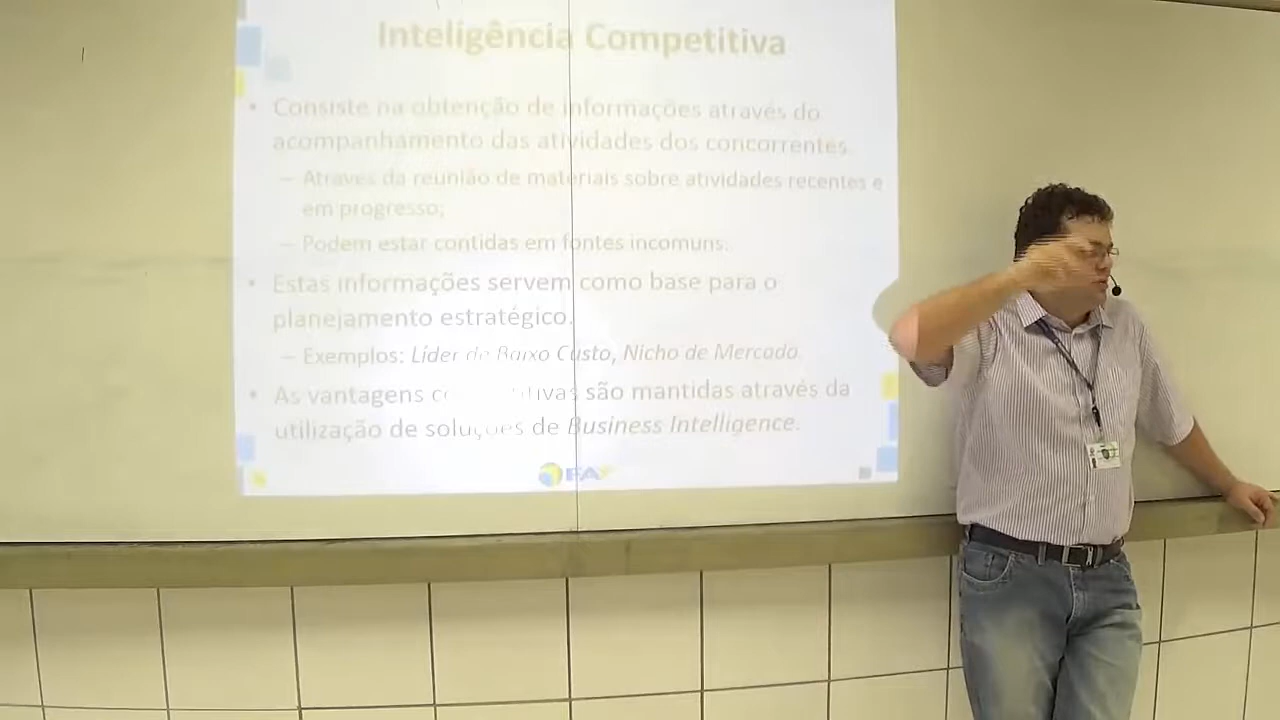 Inteligência Competitiva
• Consiste na obtenção de informações através do
acompanhamento das atividades dos concorrentes.
– Através da reunião de materiais sobre atividades recentes e
em progresso;
– Podem estar contidas em fontes incomuns.
• Estas informações servem como base para o
planejamento estratégico.
– Exemplos: Líder de Baixo Custo, Nicho de Mercado.
• As vantagens competitivas são mantidas através da
utilização de soluções de Business Intelligence.